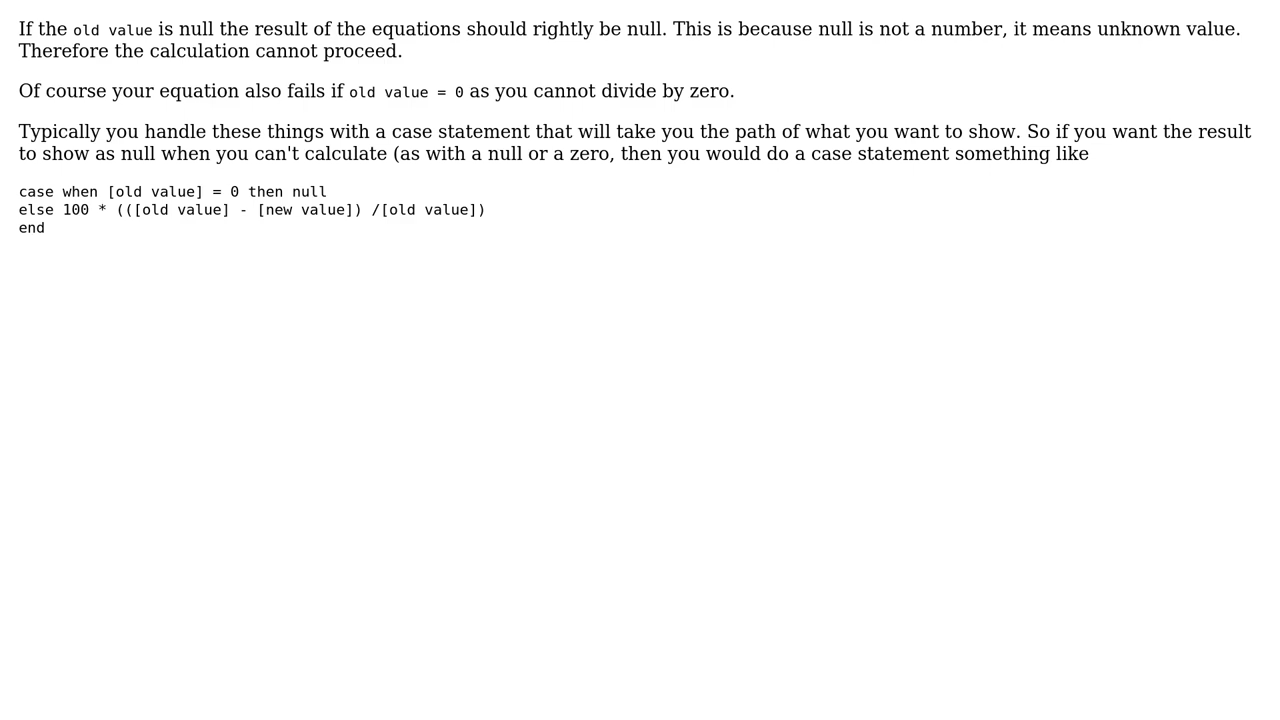 If the old value is null the result of the equations should rightly be null. This is because null is not a number, it means unknown value.
Therefore the calculation cannot proceed.
Of course your equation also fails if old value = 0 as you cannot divide by zero.
Typically you handle these things with a case statement that will take you the path of what you want to show. So if you want the result
to show as null when you can't calculate (as with a null or a zero, then you would do a case statement something like
case when [old value] = 0 then null
else 100 * (([old value] - [new value]) /[old value])
end